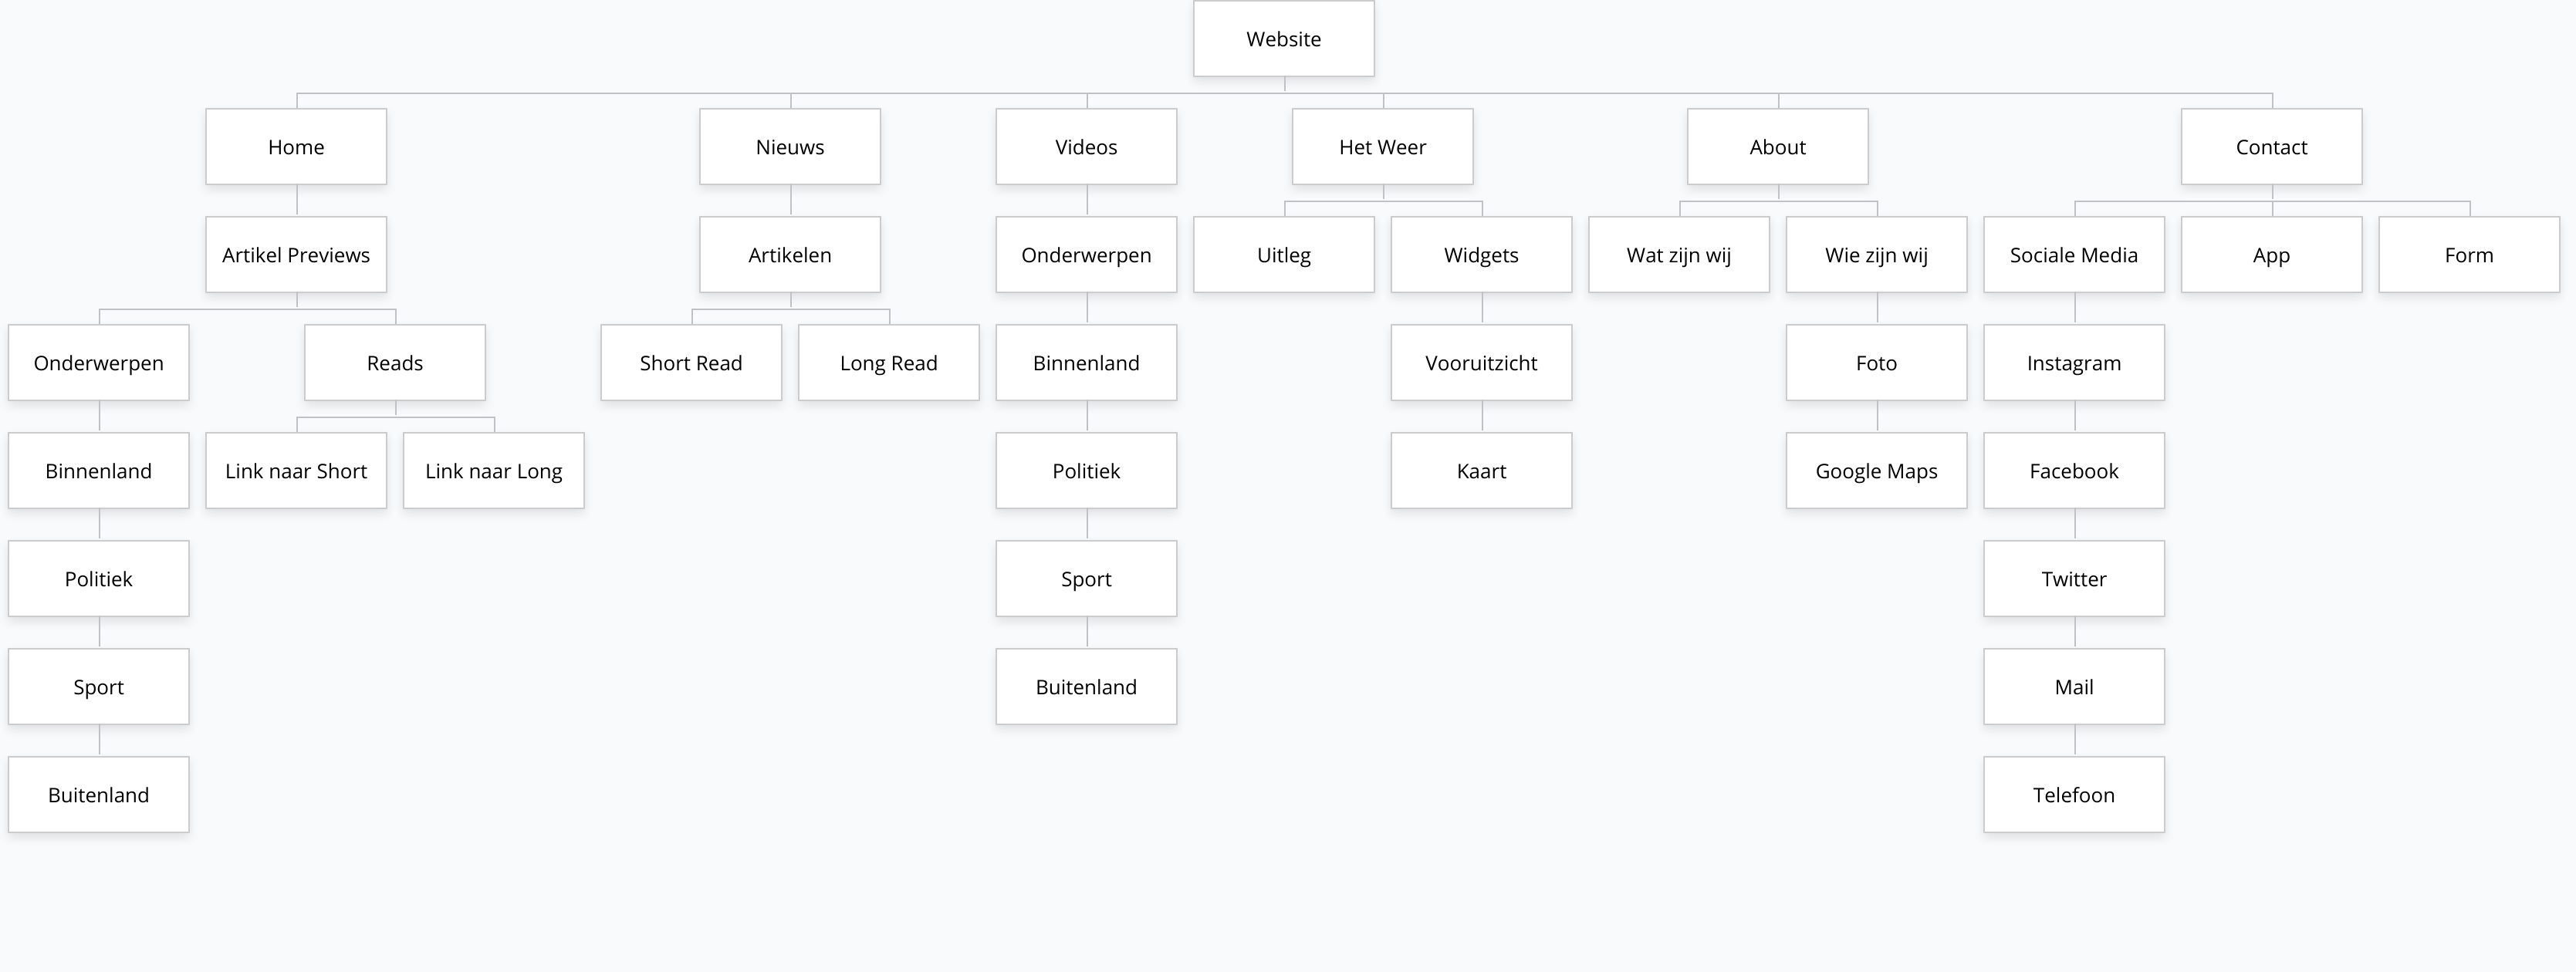 Website
Home
Nieuws
Videos
Het Weer
About
Contact
Artikel Previews
Artikelen
Onderwerpen
Uitleg
Widgets
Wat zijn wij
Wie zijn wij
Sociale Media
App
Form
Onderwerpen
Reads
Short Read
Long Read
Binnenland
Vooruitzicht
Foto
Instagram
Binnenland
Link naar Short
Link naar Long
Politiek
Kaart
Google Maps
Facebook
Politiek
Sport
Twitter
Sport
Buitenland
Mail
Buitenland
Telefoon